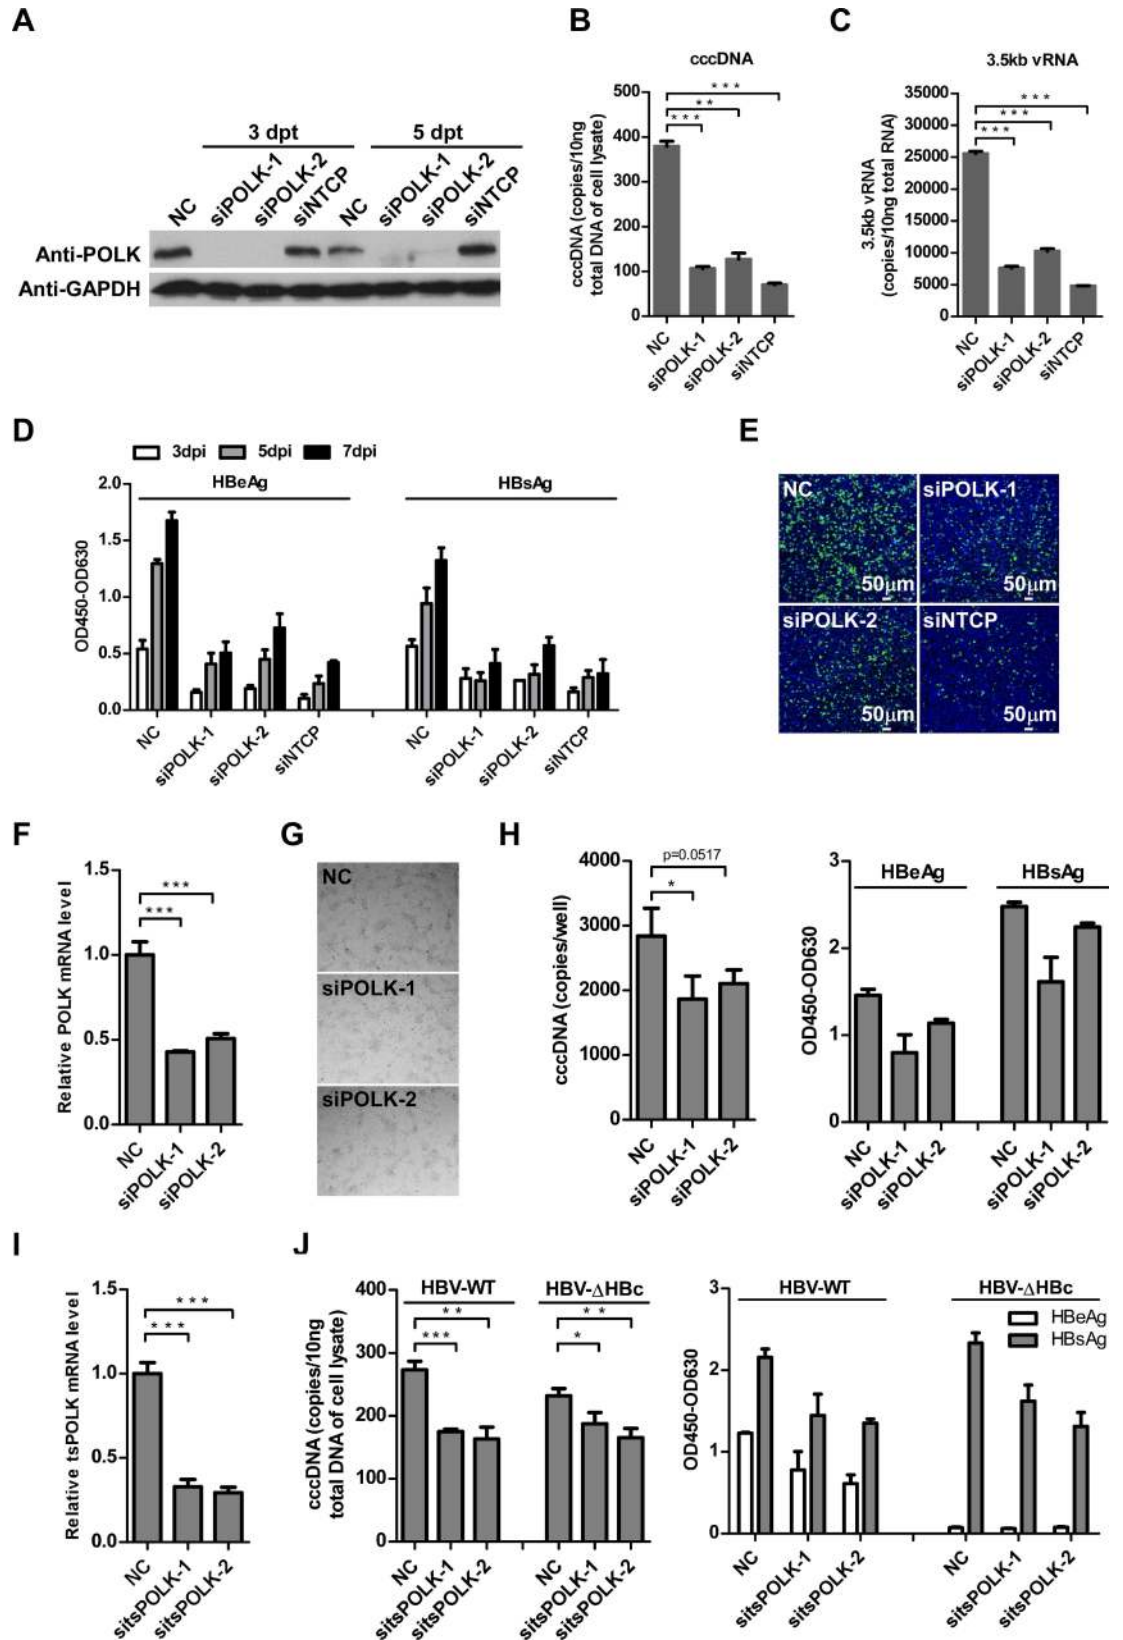 A
3 dpt
5 dpt
NC
siPOLK-1
siPOLK-2
siNTCP
NC
siPOLK-1
siPOLK-2
siNTCP
Anti-POLK
Anti-GAPDH
B
cccDNA
cccDNA (copies/10ng
total DNA of cell lysate)
500
400
300
200
100
0
***
**
***
NC
siPOLK-1
siPOLK-2
siNTCP
C
3.5kb vRNA
3.5kb vRNA
(copies/10ng total RNA)
35000
30000
25000
20000
15000
10000
5000
0
***
***
***
NC
siPOLK-1
siPOLK-2
siNTCP
D
3dpi 5dpi 7dpi
HBeAg
HBsAg
OD450-OD630
2.0
1.5
1.0
0.5
0.0
NC
siPOLK-1
siPOLK-2
siNTCP
NC
siPOLK-1
siPOLK-2
siNTCP
E
NC
50μm
siPOLK-1
50μm
siPOLK-2
50μm
siNTCP
50μm
F
Relative POLK mRNA level
1.5
1.0
0.5
0.0
***
***
NC
siPOLK-1
siPOLK-2
G
NC
siPOLK-1
siPOLK-2
H
cccDNA (copies/well)
4000
3000
2000
1000
0
p=0.0517
*
NC
siPOLK-1
siPOLK-2
OD450-OD630
3
2
1
0
HBeAg
HBsAg
NC
siPOLK-1
siPOLK-2
NC
siPOLK-1
siPOLK-2
I
Relative tsPOLK mRNA level
1.5
1.0
0.5
0.0
***
***
NC
sitsPOLK-1
sitsPOLK-2
J
cccDNA (copies/10ng
total DNA of cell lysate)
400
300
200
100
0
HBV-WT
**
***
HBV-ΔHBc
**
*
NC
sitsPOLK-1
sitsPOLK-2
NC
sitsPOLK-1
sitsPOLK-2
OD450-OD630
3
2
1
0
HBV-WT
HBV-ΔHBc
HBeAg
HBsAg
NC
sitsPOLK-1
sitsPOLK-2
NC
sitsPOLK-1
sitsPOLK-2